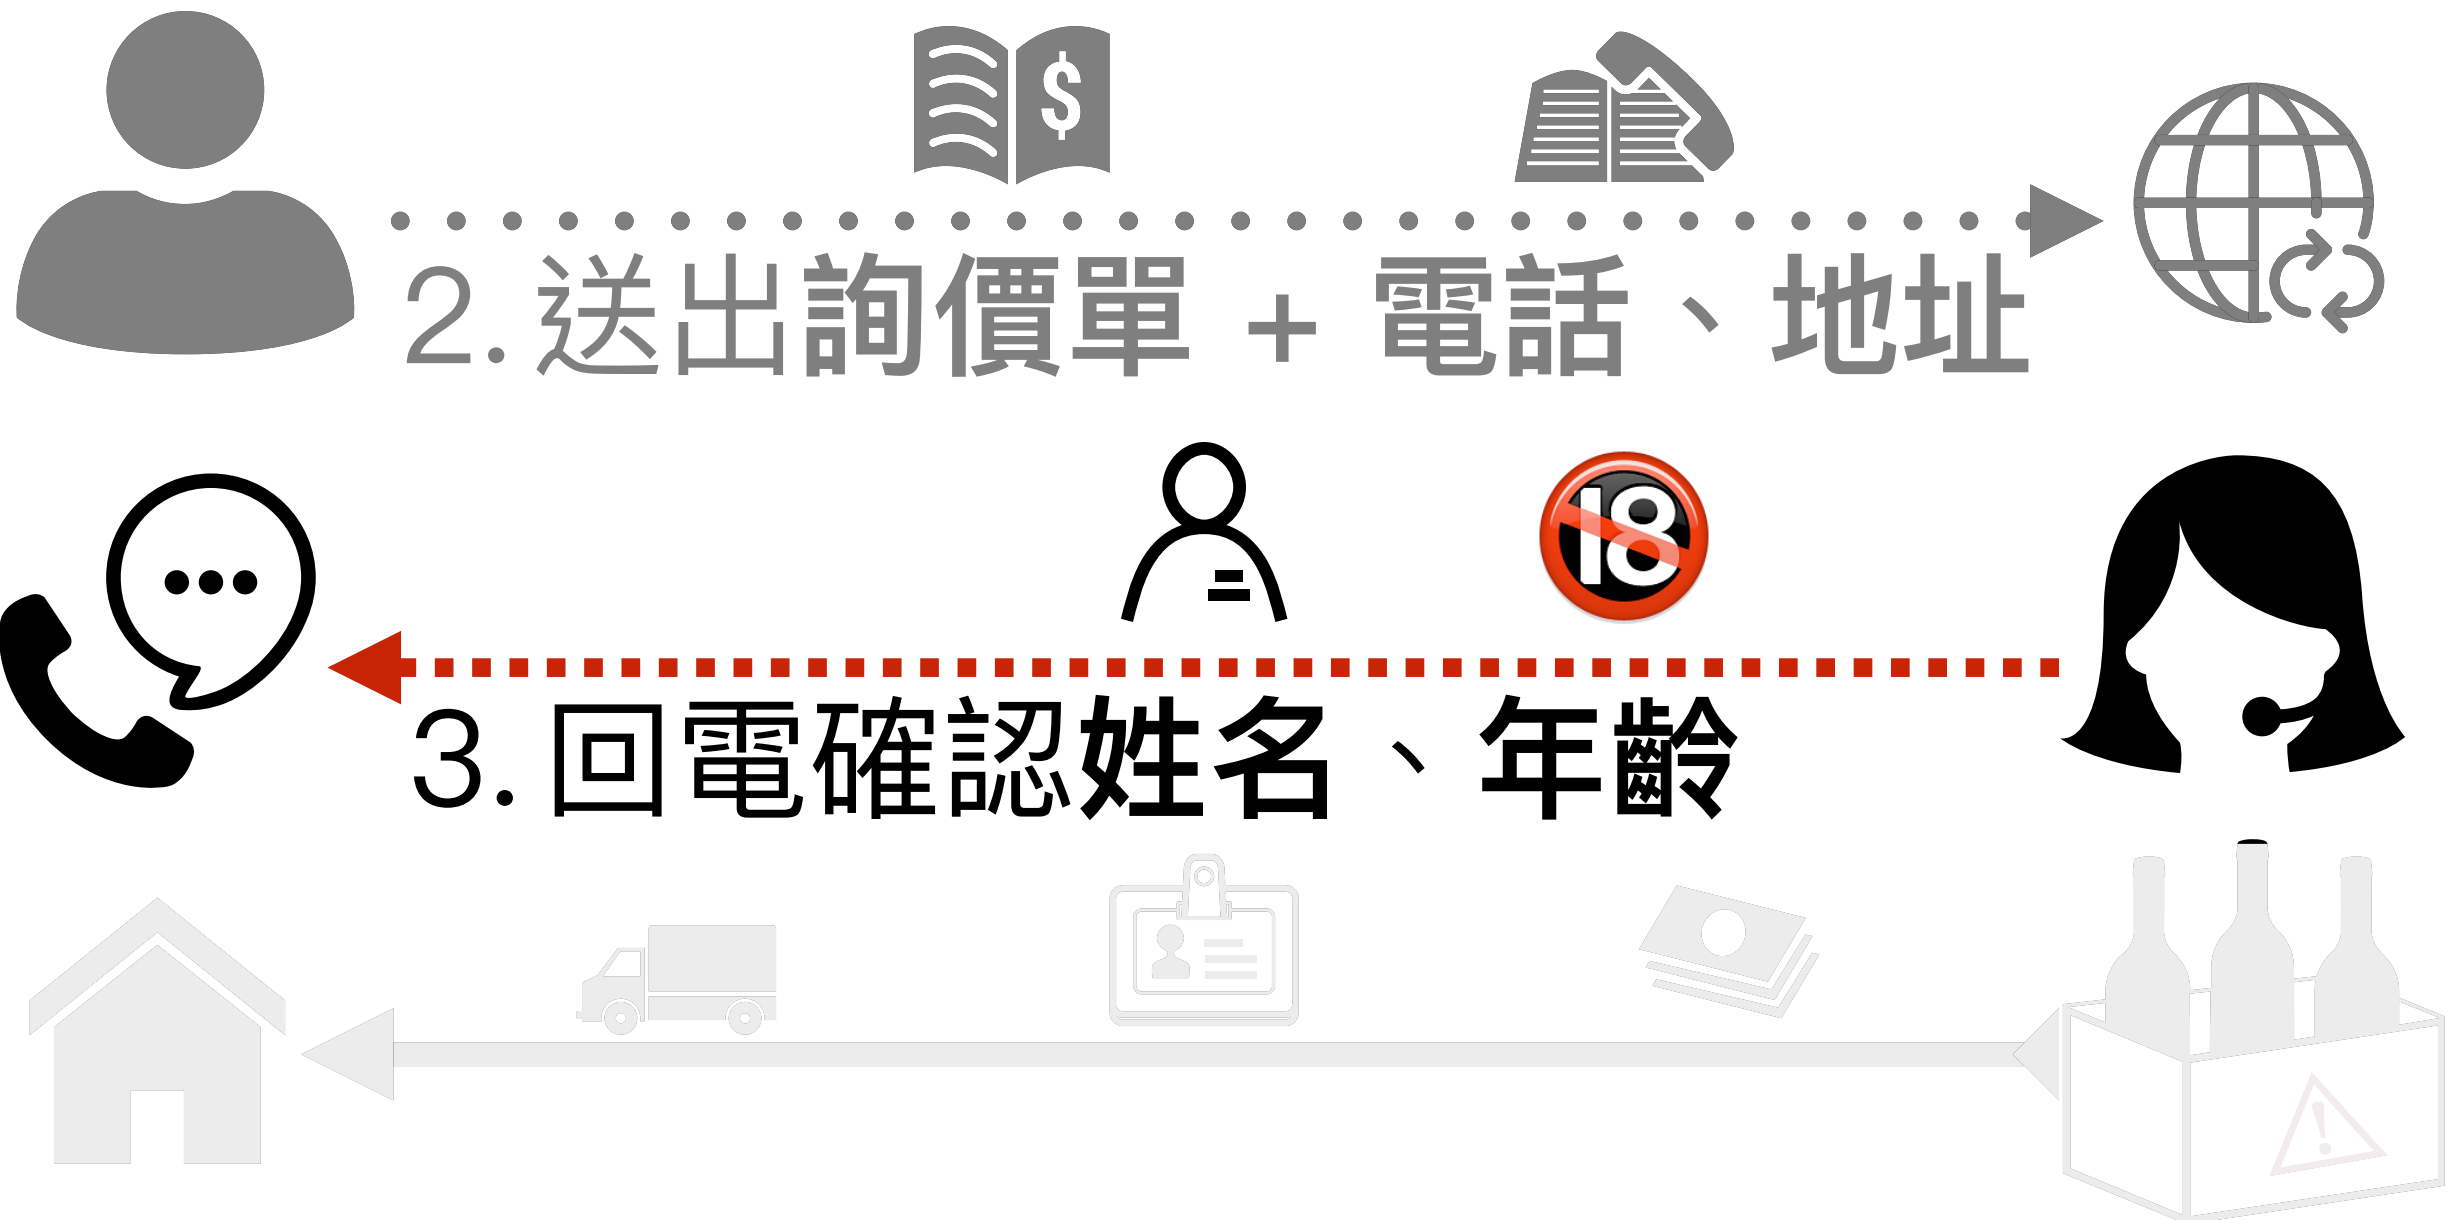 $
2. 送出詢價單 + 電話、地址
18
3. 回電確認姓名、年齡
!